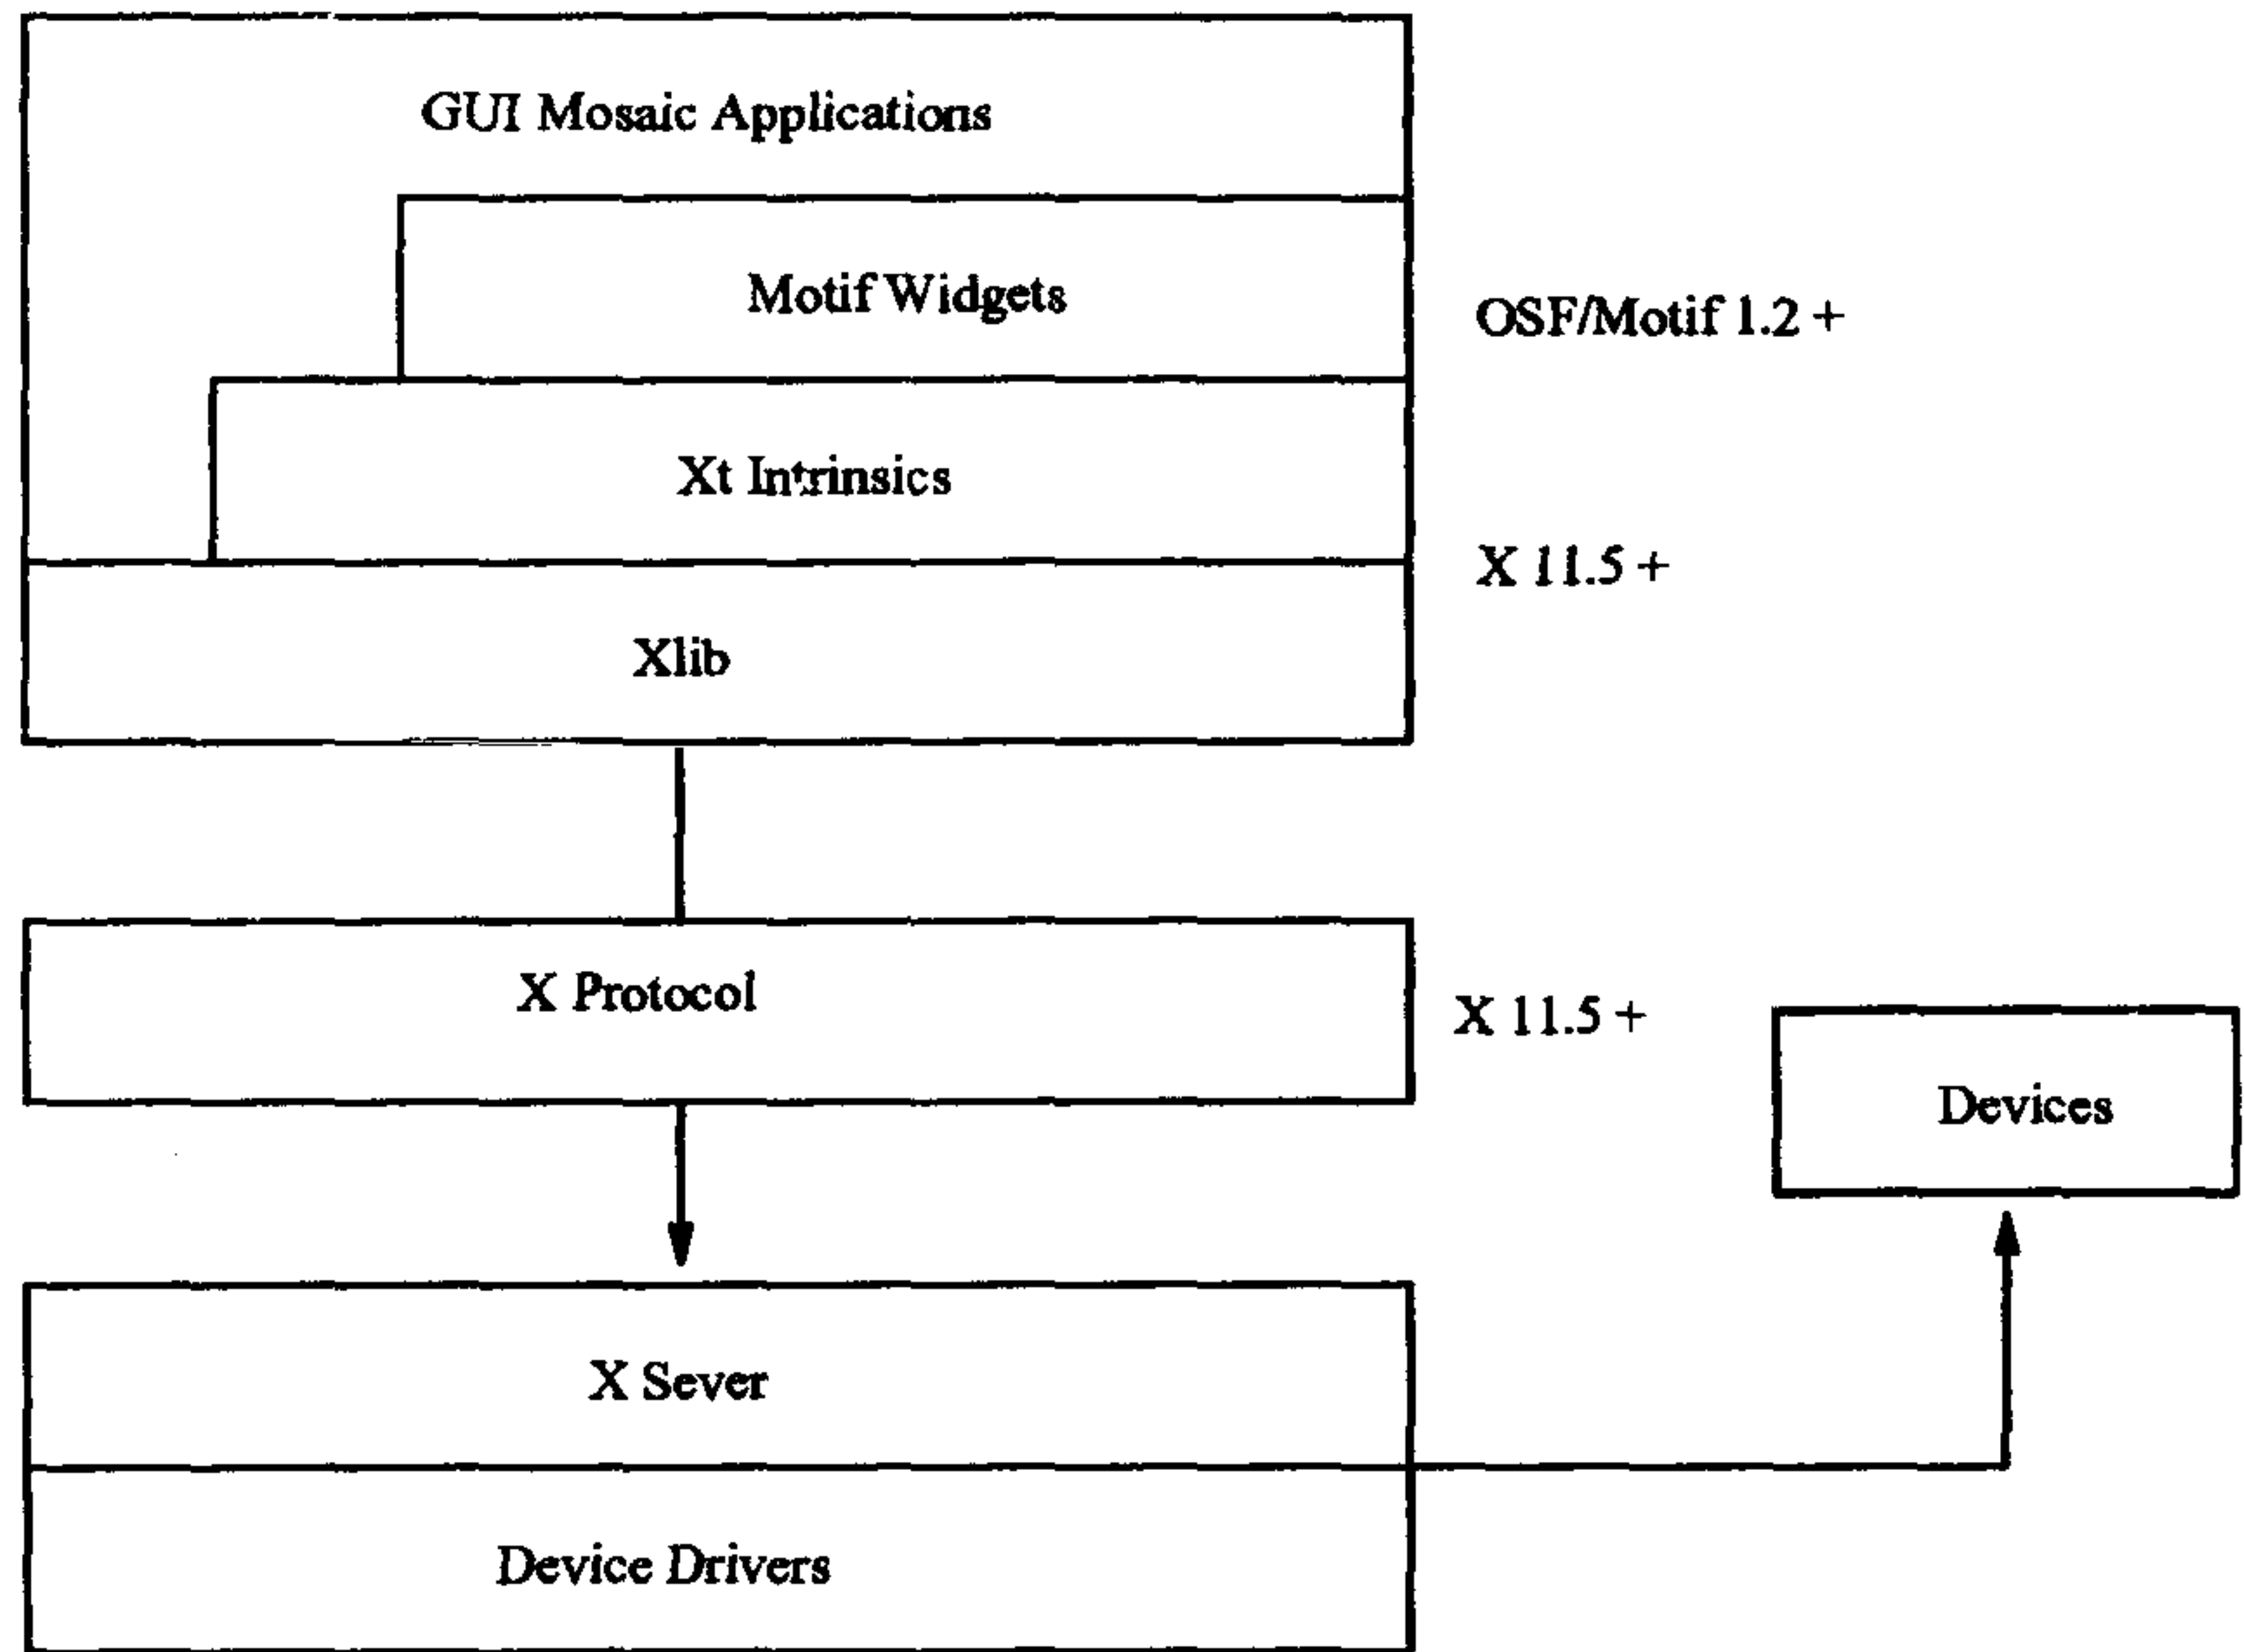 GUI Mosaic Applications
Motif Widgets
OSF/Motif 1.2 +
Xt Intrinsics
X 11.5 +
Xlib
X Protocol
X 11.5 +
Devices
X Sever
Device Drivers